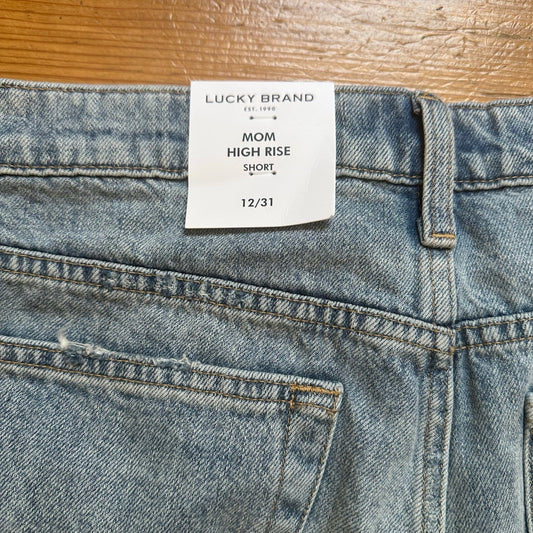 LUCKY BRAND
EST. 1990
MOM
HIGH RISE
SHORT
12/31